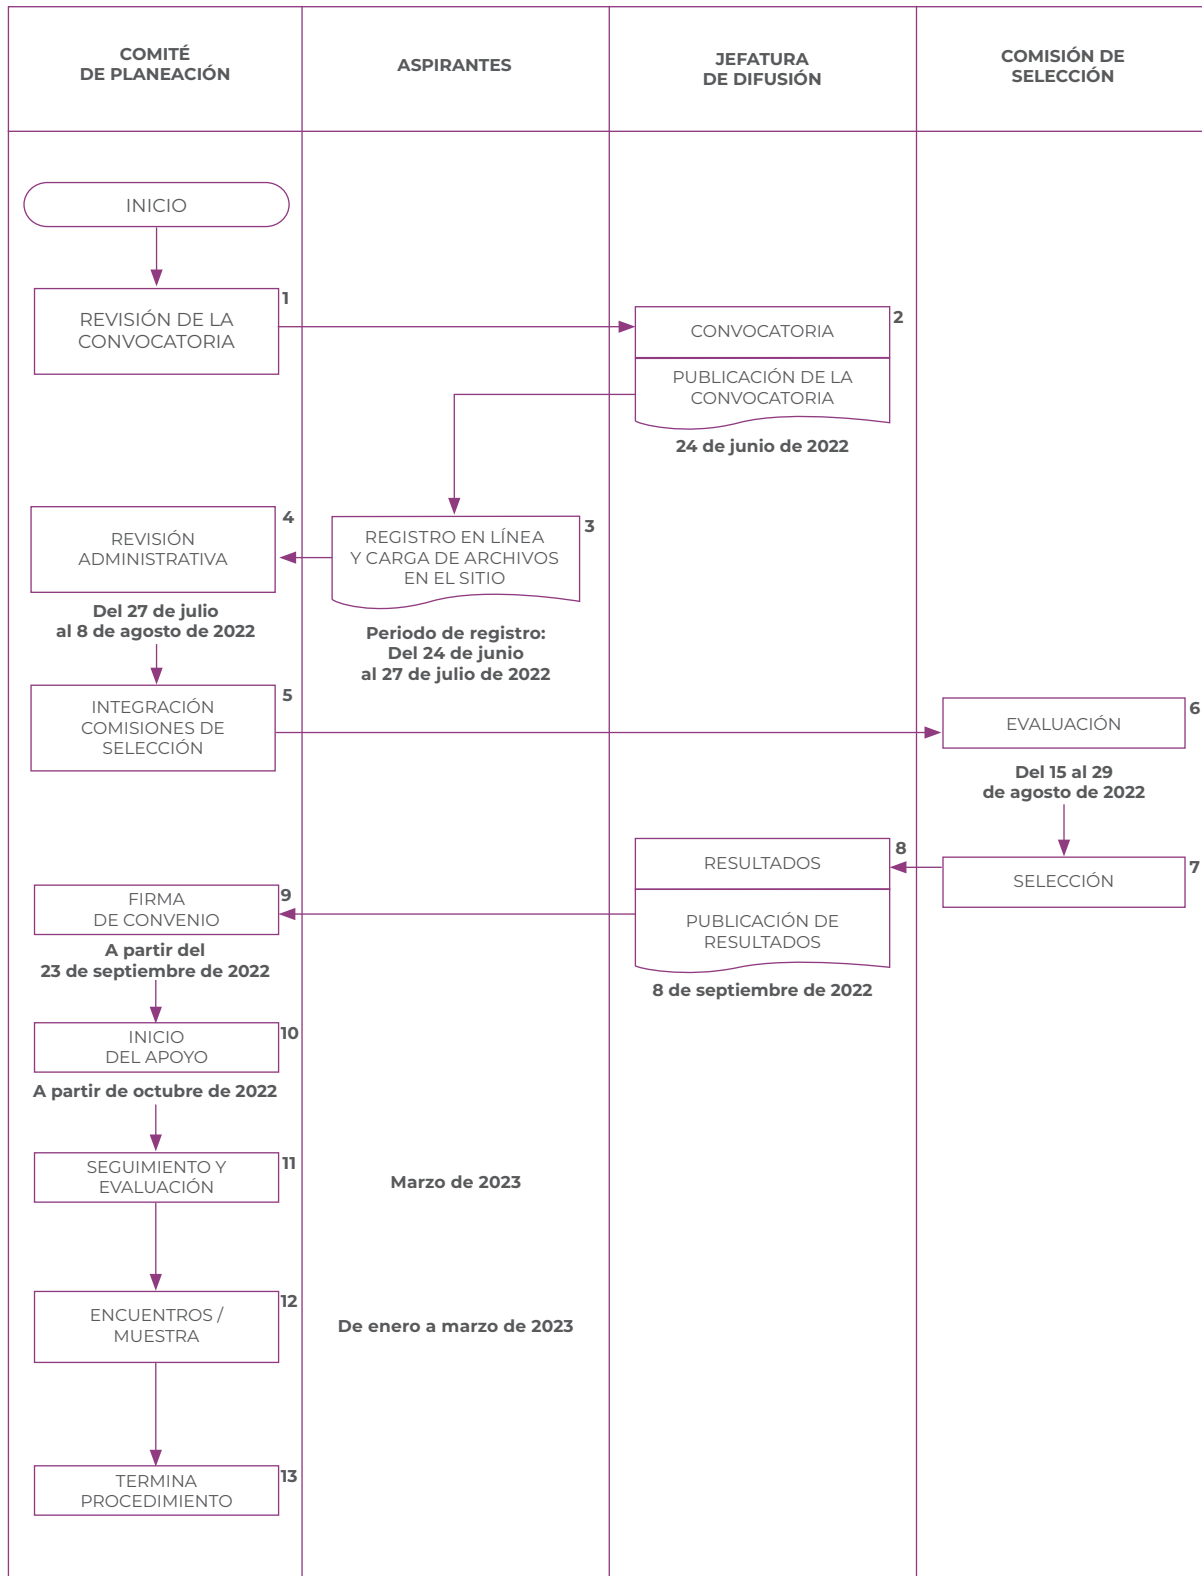 COMITÉ
DE PLANEACIÓN
ASPIRANTES
JEFATURA
DE DIFUSIÓN
COMISIÓN DE
SELECCIÓN
INICIO
1
REVISIÓN DE LA
CONVOCATORIA
2
CONVOCATORIA
PUBLICACIÓN DE LA
CONVOCATORIA
24 de junio de 2022
3
REGISTRO EN LÍNEA
Y CARGA DE ARCHIVOS
EN EL SITIO
Periodo de registro:
Del 24 de junio
al 27 de julio de 2022
4
REVISIÓN
ADMINISTRATIVA
Del 27 de julio
al 8 de agosto de 2022
5
INTEGRACIÓN
COMISIONES DE
SELECCIÓN
6
EVALUACIÓN
Del 15 al 29
de agosto de 2022
7
SELECCIÓN
8
RESULTADOS
PUBLICACIÓN DE
RESULTADOS
8 de septiembre de 2022
9
FIRMA
DE CONVENIO
A partir del
23 de septiembre de 2022
10
INICIO
DEL APOYO
A partir de octubre de 2022
11
SEGUIMIENTO Y
EVALUACIÓN
Marzo de 2023
12
ENCUENTROS /
MUESTRA
De enero a marzo de 2023
13
TERMINA
PROCEDIMIENTO